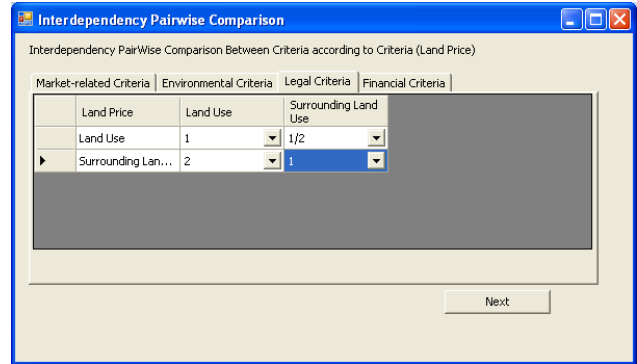 Interdependency Pairwise Comparison
Interdependency PairWise Comparison Between Criteria according to Criteria (Land Price)
Market-related Criteria Environmental Criteria Legal Criteria Financial Criteria
Land Price Land Use Surrounding Land
Use
Land Use 1 1/2
Surrounding Lan... 2 1
Next